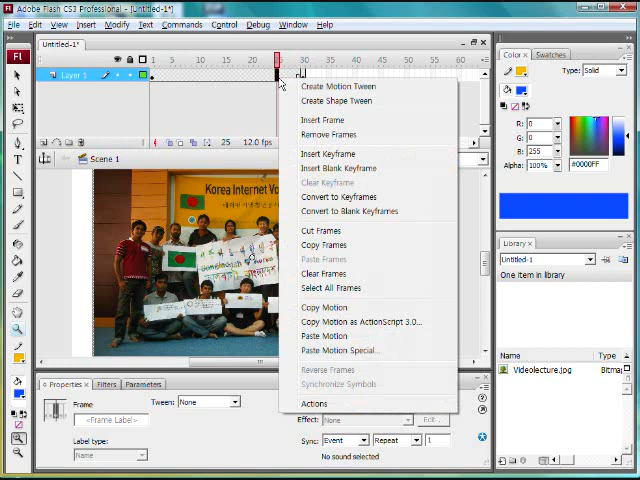 Adobe Flash CS3 Professional - [Untitled-1*]
File Edit View Insert Modify Text Commands Control Debug Window Help
Untitled-1*
Layer 1
25 12.0 fps
Scene 1
Korea Internet Vo
Create Motion Tween
Create Shape Tween
Insert Frame
Remove Frames
Insert Keyframe
Insert Blank Keyframe
Clear Keyframe
Convert to Keyframes
Convert to Blank Keyframes
Cut Frames
Copy Frames
Paste Frames
Clear Frames
Select All Frames
Copy Motion
Copy Motion as ActionScript 3.0...
Paste Motion
Paste Motion Special...
Reverse Frames
Synchronize Symbols
Actions
Properties Filters Parameters
Frame
<Frame Label>
Label type:
Name
Tween: None
Effect: None Edit...
Sync: Event Repeat 1
No sound selected
Color Swatches
Type: Solid
R: 0
G: 0
B: 255
Alpha: 100% #0000FF
Library
Untitled-1
One item in library
Name Type
Videolecture.jpg Bitmap